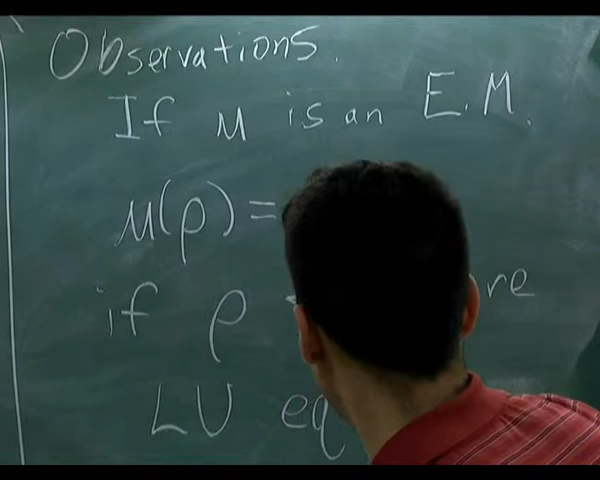 Observations.
If M is an E.M.
M(ρ) =
if ρ re
LU eq